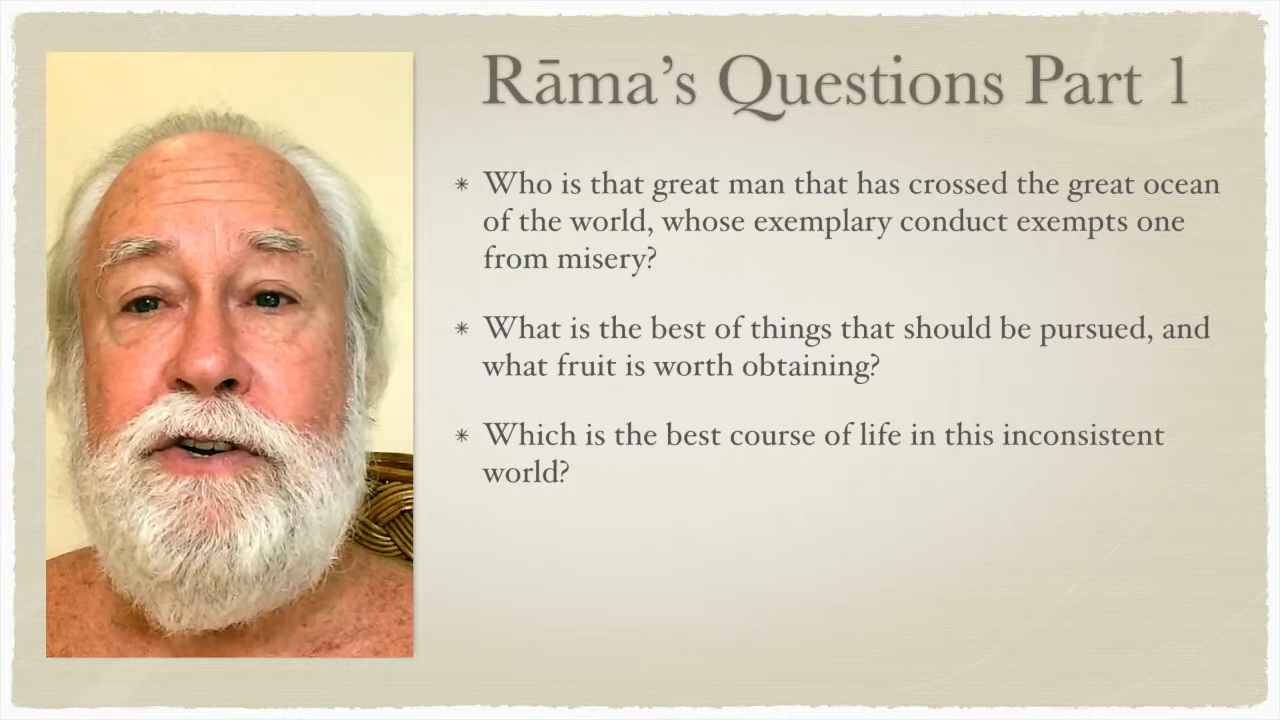 Rāma’s Questions Part 1
* Who is that great man that has crossed the great ocean
of the world, whose exemplary conduct exempts one
from misery?
* What is the best of things that should be pursued, and
what fruit is worth obtaining?
* Which is the best course of life in this inconsistent
world?